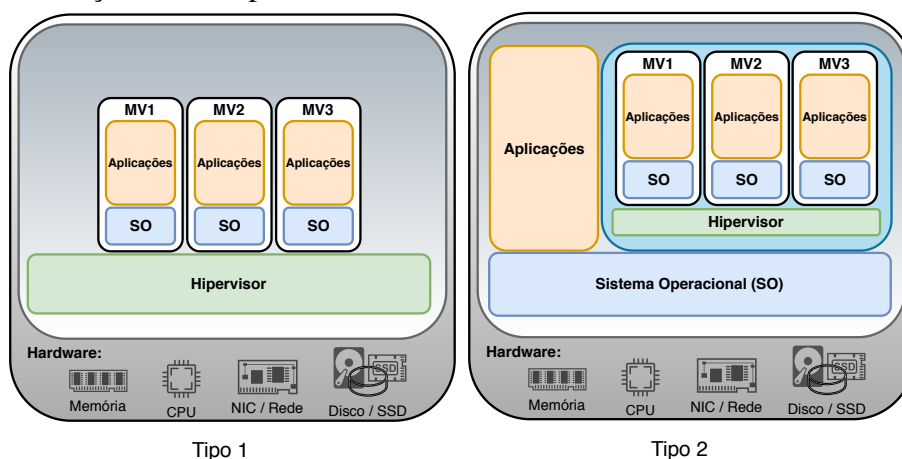 MV1
MV2
MV3
Aplicações
Aplicações
Aplicações
SO
SO
SO
Hipervisor
Hardware:
Memória
CPU
NIC / Rede
SSD
Disco / SSD
Tipo 1
Aplicações
MV1
MV2
MV3
Aplicações
Aplicações
Aplicações
SO
SO
SO
Hipervisor
Sistema Operacional (SO)
Hardware:
Memória
CPU
NIC / Rede
SSD
Disco / SSD
Tipo 2